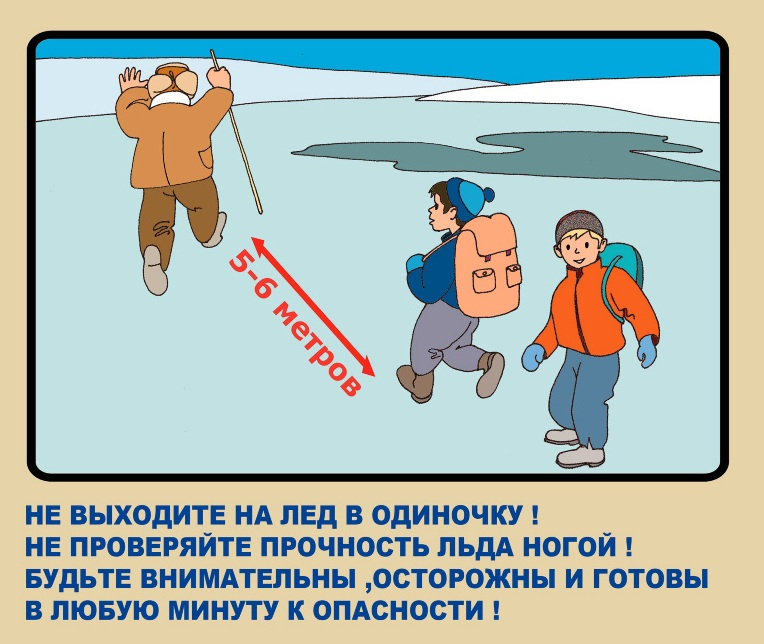 5-6 метров
НЕ ВЫХОДИТЕ НА ЛЕД В ОДИНОЧКУ !
НЕ ПРОВЕРЯЙТЕ ПРОЧНОСТЬ ЛЬДА НОГОЙ !
БУДЬТЕ ВНИМАТЕЛЬНЫ ,ОСТОРОЖНЫ И ГОТОВЫ
В ЛЮБУЮ МИНУТУ К ОПАСНОСТИ !